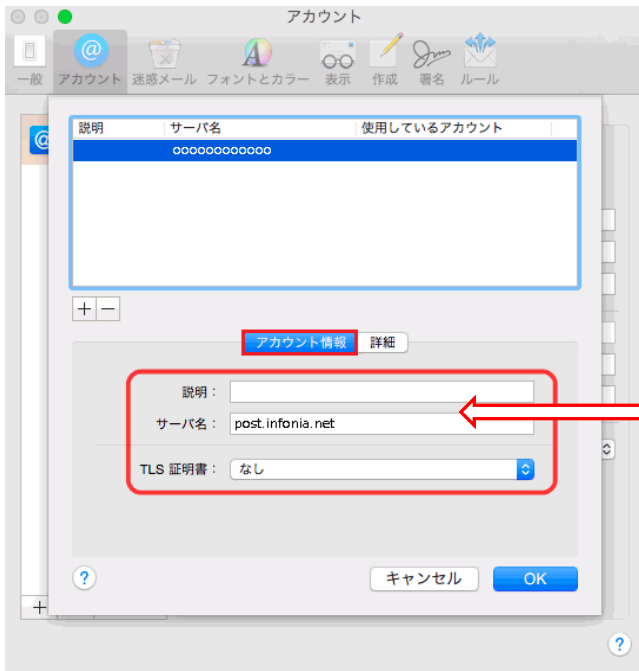 アカウント
@
一般 アカウント 迷惑メール フォントとカラー 表示 作成 署名 ルール
@
説明 サーバ名 使用しているアカウント
oooooooooooo
+ −
アカウント情報 詳細
説明：
サーバ名： post.infonia.net
TLS 証明書： なし
? キャンセル OK
+
?